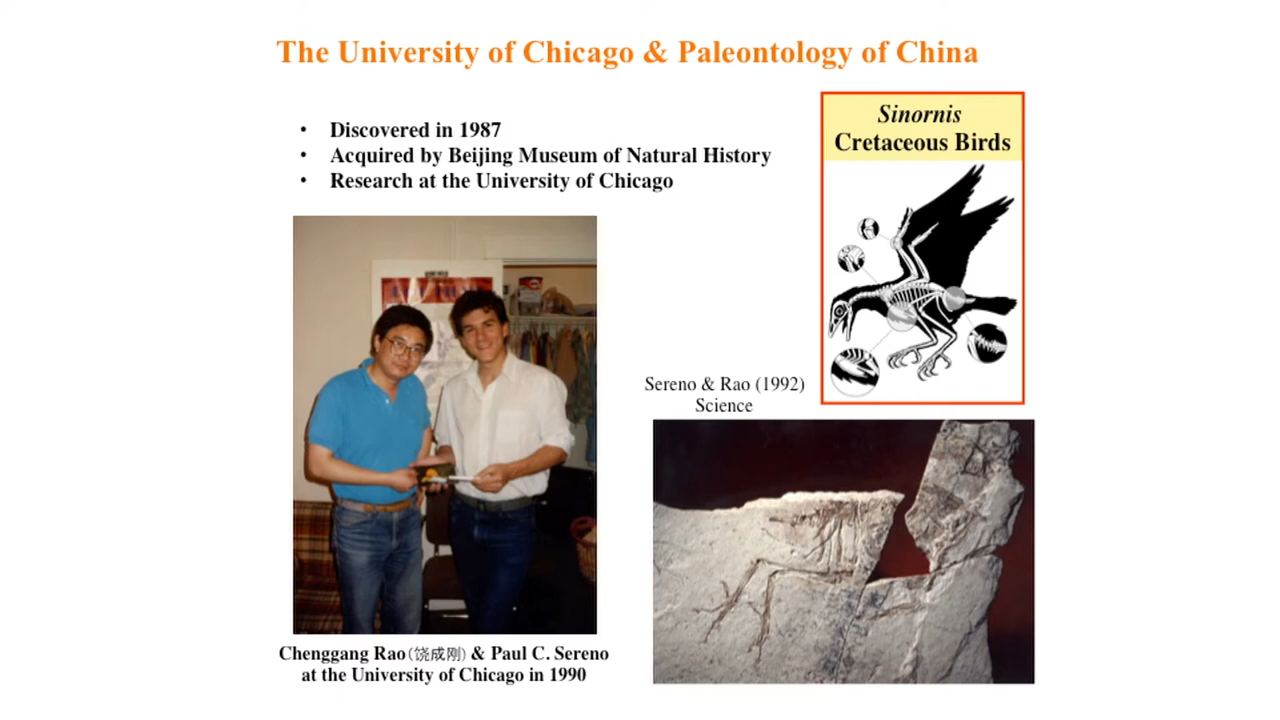 The University of Chicago & Paleontology of China
• Discovered in 1987
• Acquired by Beijing Museum of Natural History
• Research at the University of Chicago
Sinornis
Cretaceous Birds
Sereno & Rao (1992)
Science
Chenggang Rao(饶成刚) & Paul C. Sereno
at the University of Chicago in 1990